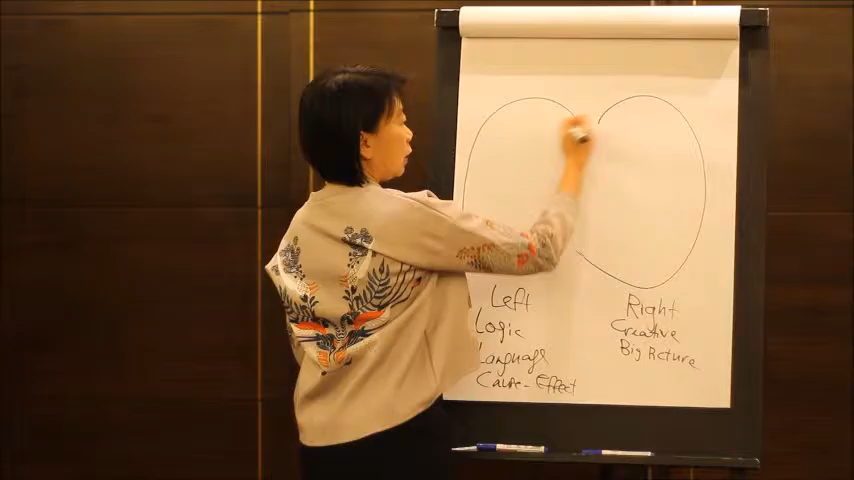 Left
Logic
Language
Cause-Effect
Right
Creative
Big Picture